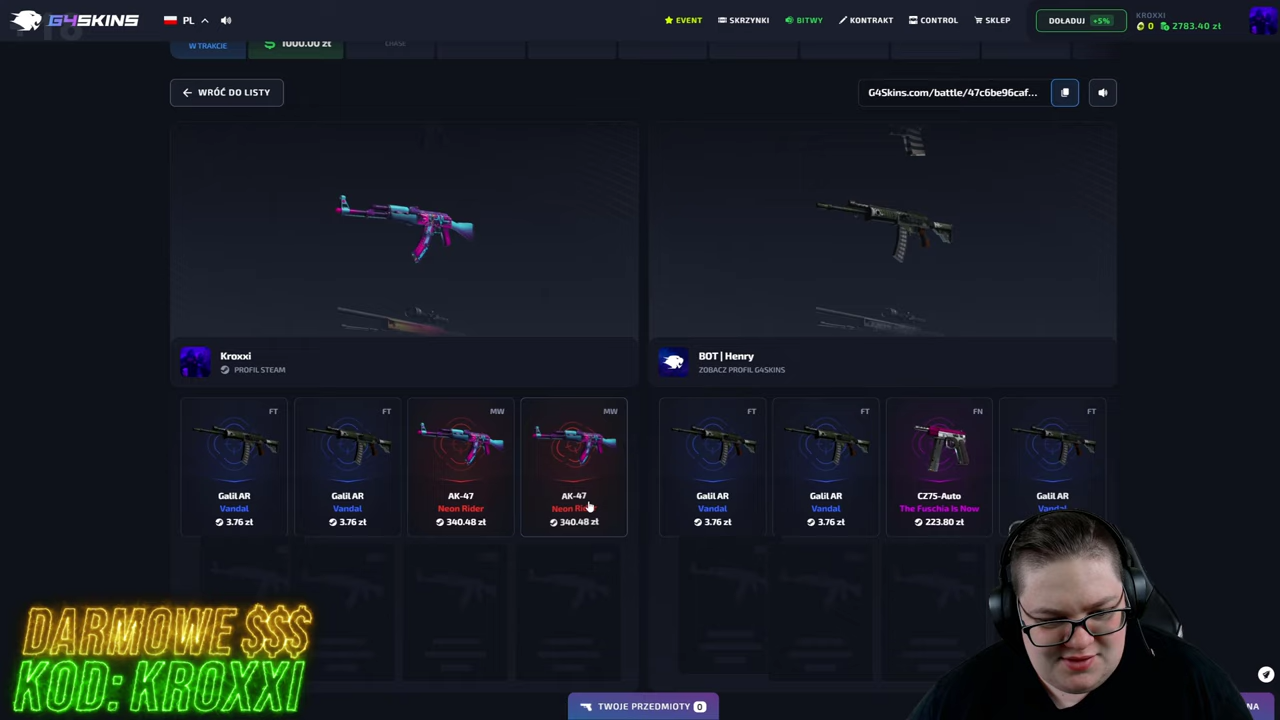 G4SKINS
PL
EVENT
SKRZYNKI
BITWY
KONTRAKT
CONTROL
SKLEP
DOŁADUJ +5%
KROXXI
0 2783.40 zł
W TRAKCIE
1000.00 zł
CHASE
WRÓĆ DO LISTY
G4Skins.com/battle/47c6be96caf...
Kroxxi
PROFIL STEAM
BOT | Henry
ZOBACZ PROFIL G4SKINS
FT
Galil AR
Vandal
3.76 zł
FT
Galil AR
Vandal
3.76 zł
MW
AK-47
Neon Rider
340.48 zł
MW
AK-47
340.48 zł
FT
Galil AR
Vandal
3.76 zł
FT
Galil AR
Vandal
3.76 zł
FN
CZ75-Auto
The Fuschia Is Now
223.80 zł
FT
Galil AR
Vandal
DARMOWE $$$
KOD: KROXXI
TWOJE PRZEDMIOTY 0